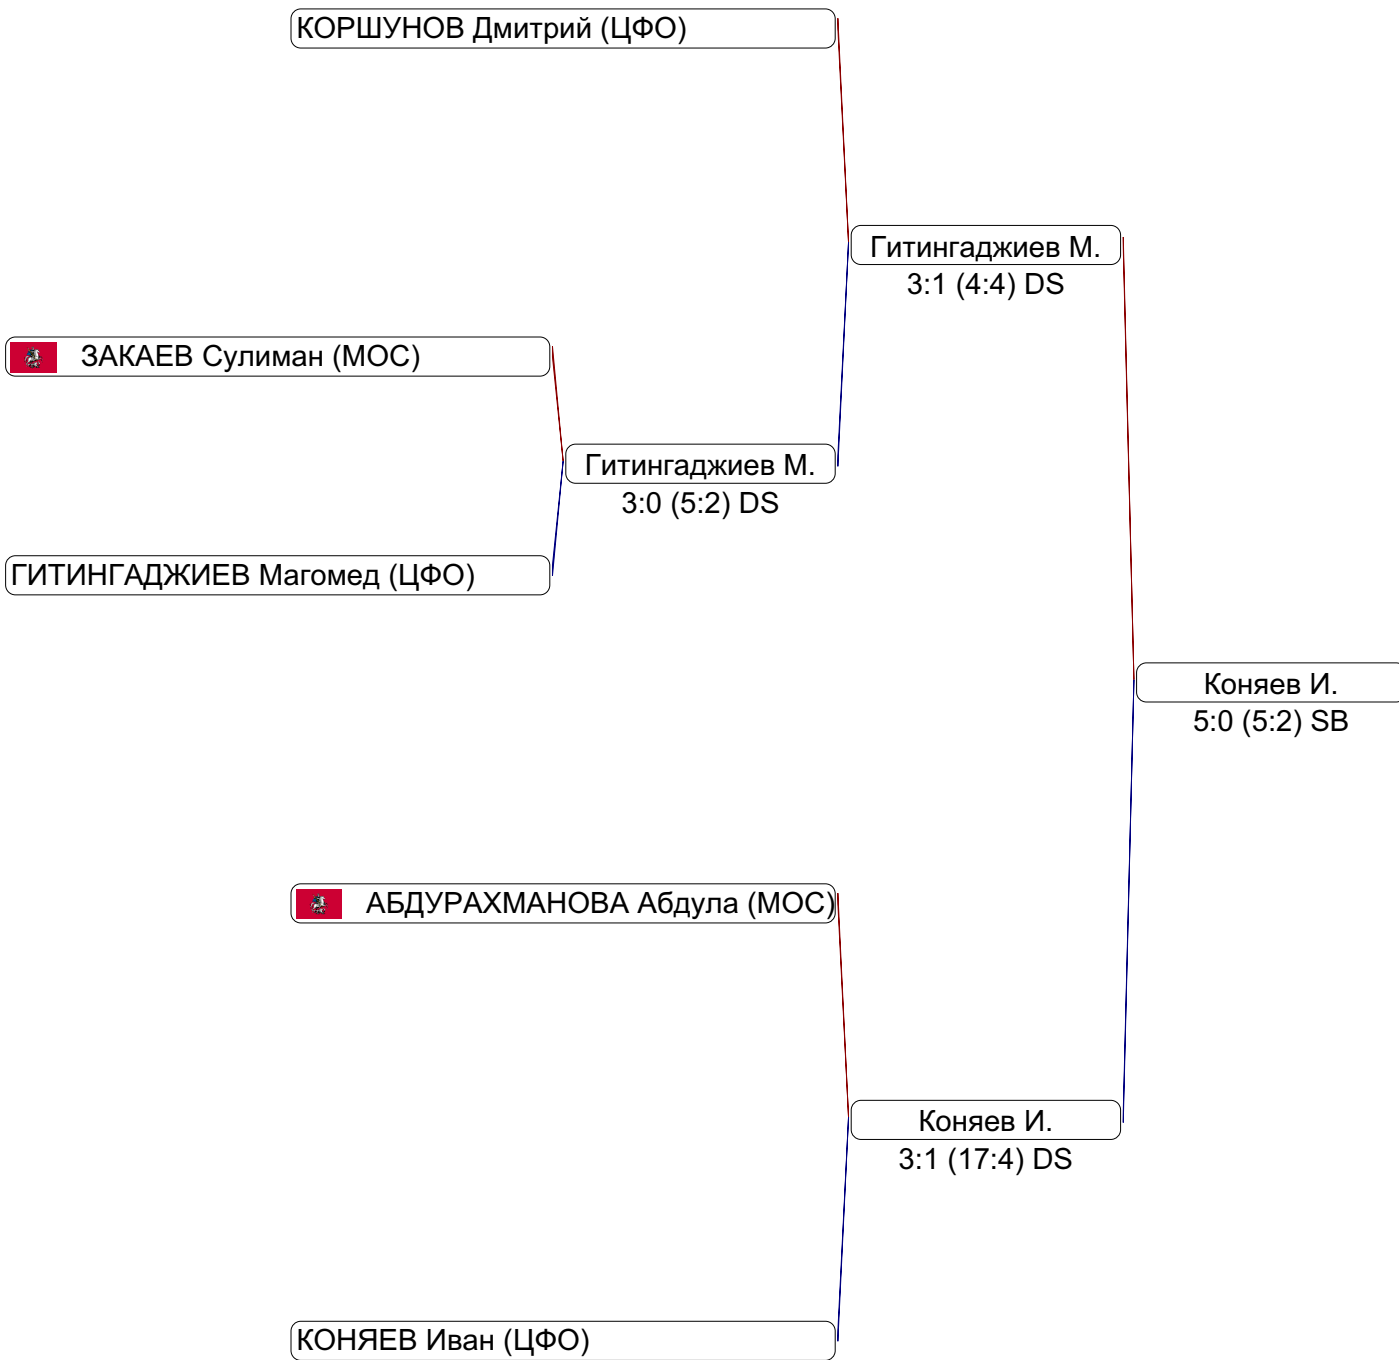 КОРШУНОВ Дмитрий (ЦФО)
Гитингаджиев М.
3:1 (4:4) DS
ЗАКАЕВ Сулиман (МОС)
Гитингаджиев М.
3:0 (5:2) DS
ГИТИНГАДЖИЕВ Магомед (ЦФО)
Коняев И.
5:0 (5:2) SB
АБДУРАХМАНОВА Абдула (МОС)
Коняев И.
3:1 (17:4) DS
КОНЯЕВ Иван (ЦФО)